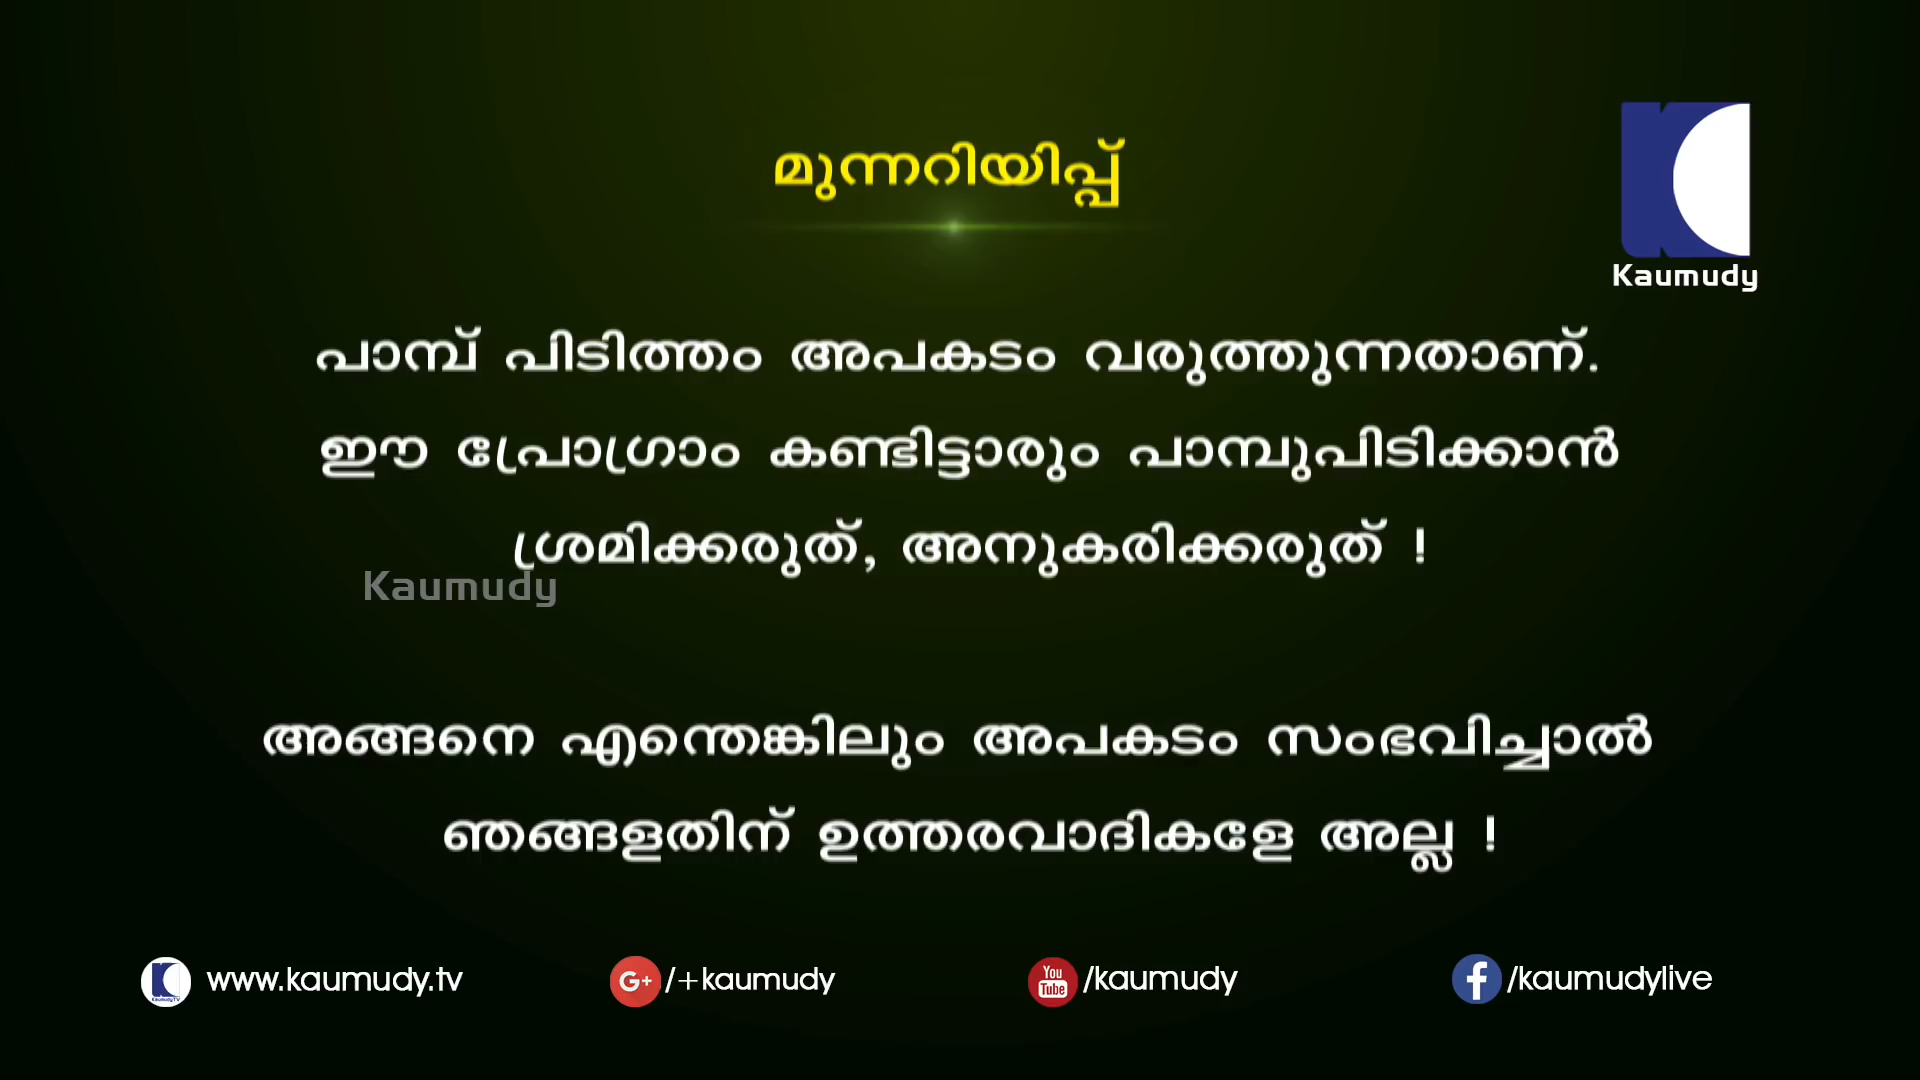 മുന്നറിയിപ്പ്
Kaumudy
പാമ്പ് പിടിത്തം അപകടം വരുത്തുന്നതാണ്.
ഈ പ്രോഗ്രാം കണ്ടിട്ടാരും പാമ്പുപിടിക്കാൻ
ശ്രമിക്കരുത്, അനുകരിക്കരുത് !
Kaumudy
അങ്ങനെ എന്തെങ്കിലും അപകടം സംഭവിച്ചാൽ
ഞങ്ങളതിന് ഉത്തരവാദികളേ അല്ല !
KaumudyTV www.kaumudy.tv G+ /+kaumudy You Tube /kaumudy f /kaumudylive